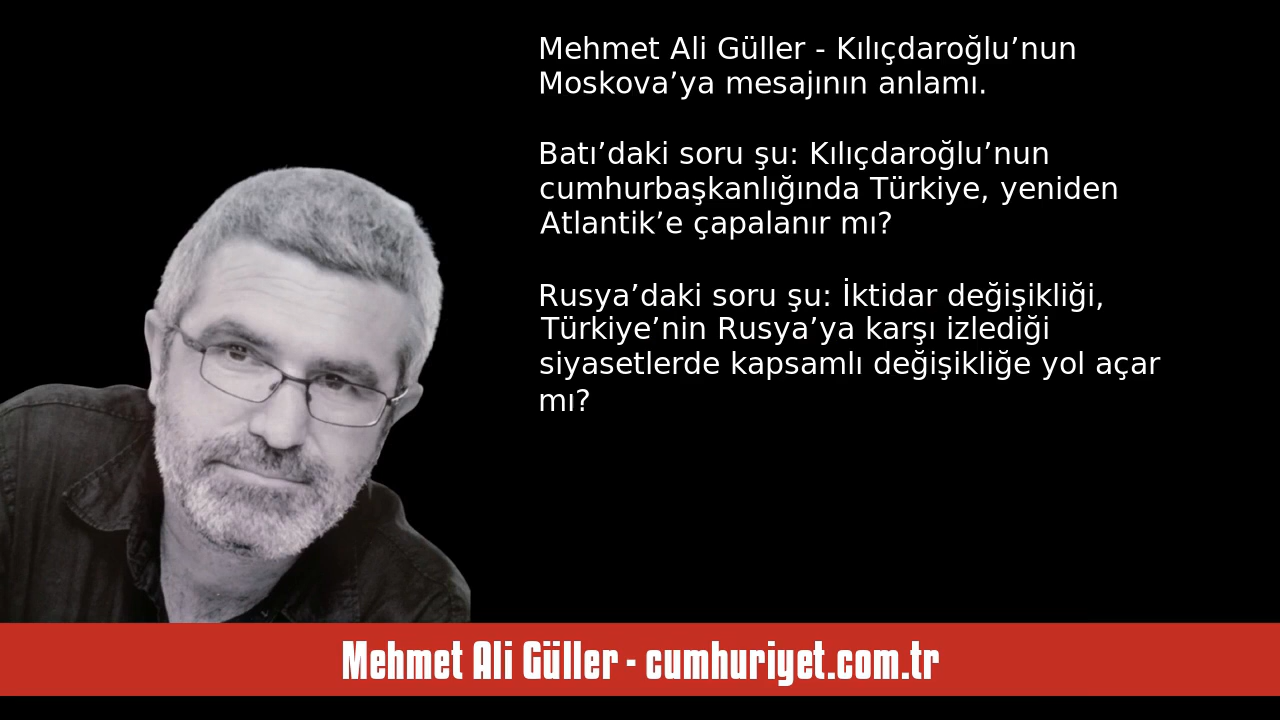 Mehmet Ali Güller - Kılıçdaroğlu’nun
Moskova’ya mesajının anlamı.
Batı’daki soru şu: Kılıçdaroğlu’nun
cumhurbaşkanlığında Türkiye, yeniden
Atlantik’e çapalanır mı?
Rusya’daki soru şu: İktidar değişikliği,
Türkiye’nin Rusya’ya karşı izlediği
siyasetlerde kapsamlı değişikliğe yol açar
mı?
Mehmet Ali Güller - cumhuriyet.com.tr